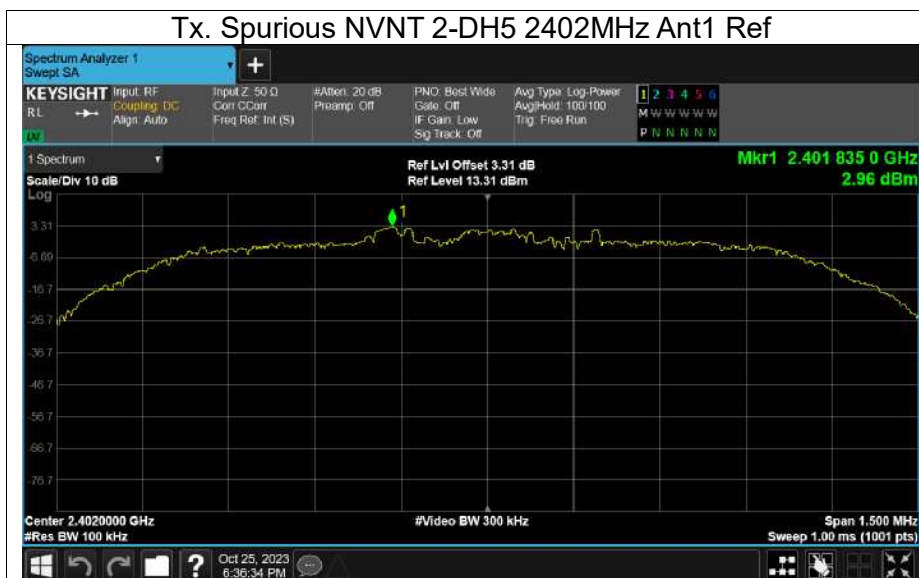 Tx. Spurious NVNT 2-DH5 2402MHz Ant1 Ref
Spectrum Analyzer 1
Swept SA
+
KEYSIGHT Input: RF Input Z: 50 Ω #Atten: 20 dB PNO: Best Wide Avg Type: Log-Power 1 2 3 4 5 6
RL Coupling: DC Corr CCorr Preamp: Off Gate: Off Avg|Hold: 100/100 M W W W W W
Align: Auto Freq Ref: Int (S) IF Gain: Low Trig: Free Run
Sig Track: Off P N N N N N
1 Spectrum
Ref Lvl Offset 3.31 dB Mkr1 2.401 835 0 GHz
Scale/Div 10 dB Ref Level 13.31 dBm 2.96 dBm
Log
1
3.31
-6.69
-16.7
-26.7
-36.7
-46.7
-56.7
-66.7
-76.7
Center 2.4020000 GHz #Video BW 300 kHz Span 1.500 MHz
#Res BW 100 kHz Sweep 1.00 ms (1001 pts)
? Oct 25, 2023
6:36:34 PM